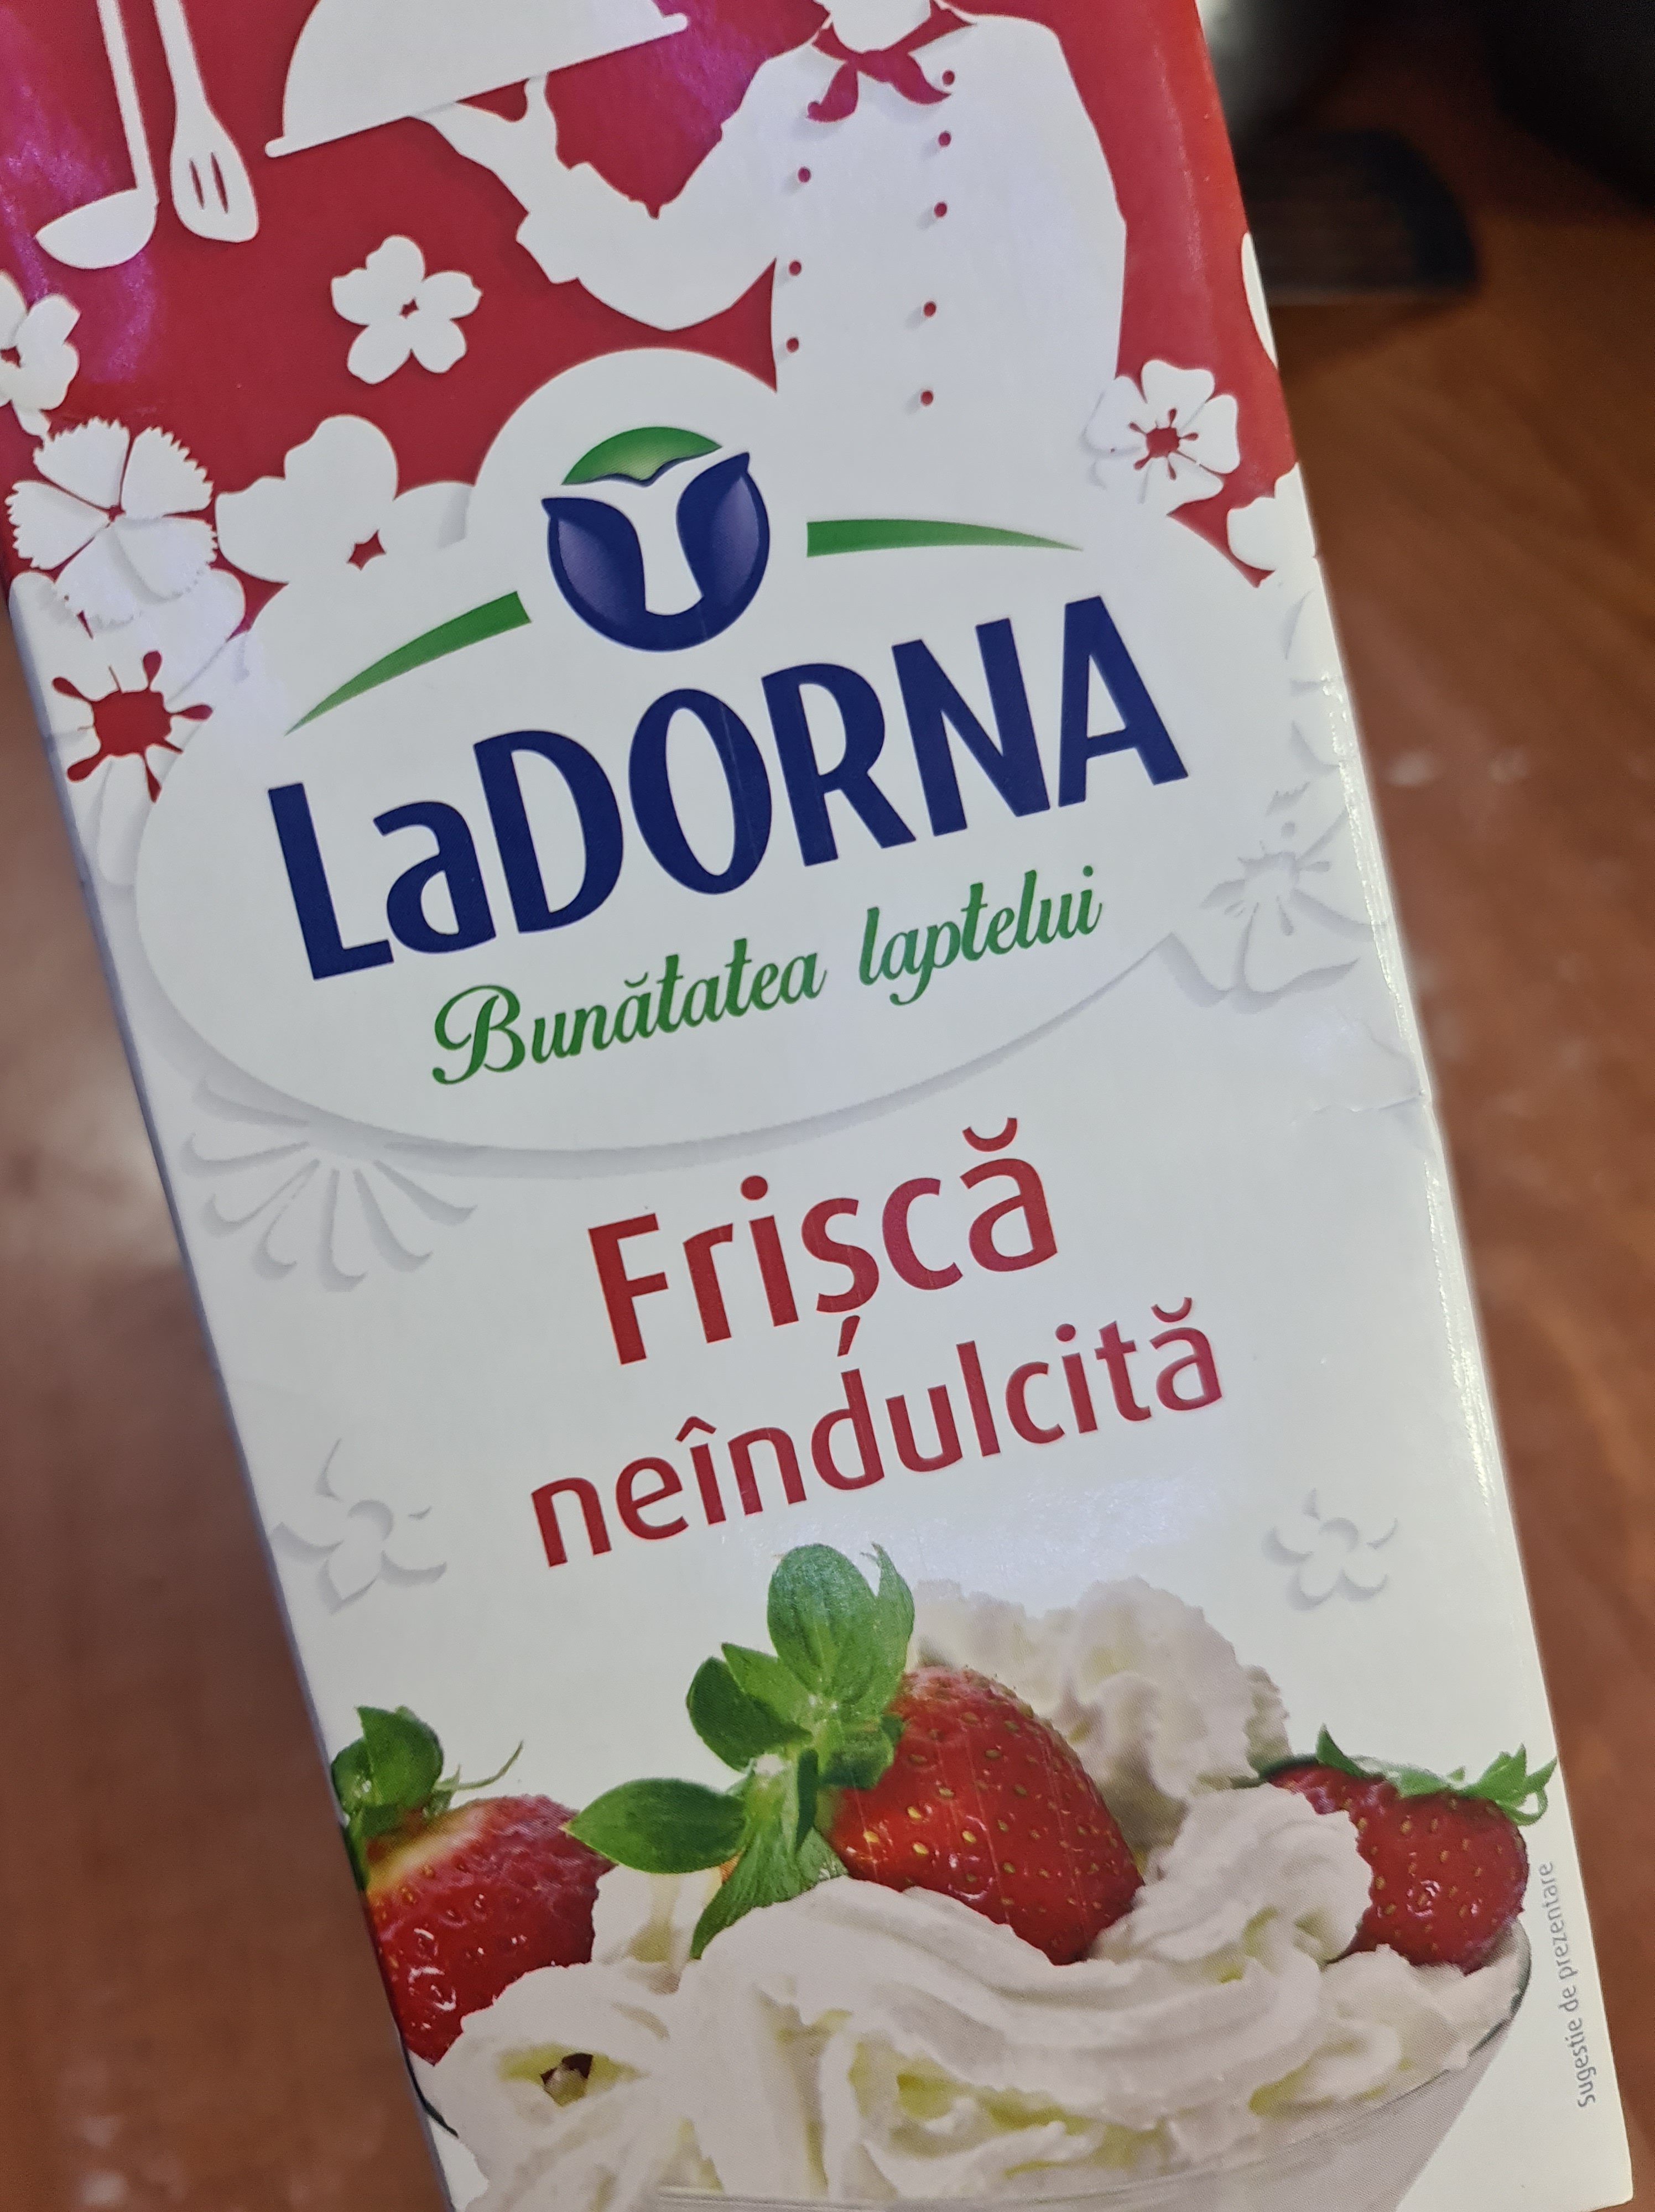 LaDORNA
Bunătatea laptelui
Frișcă
neîndulcită
Sugestie de prezentare